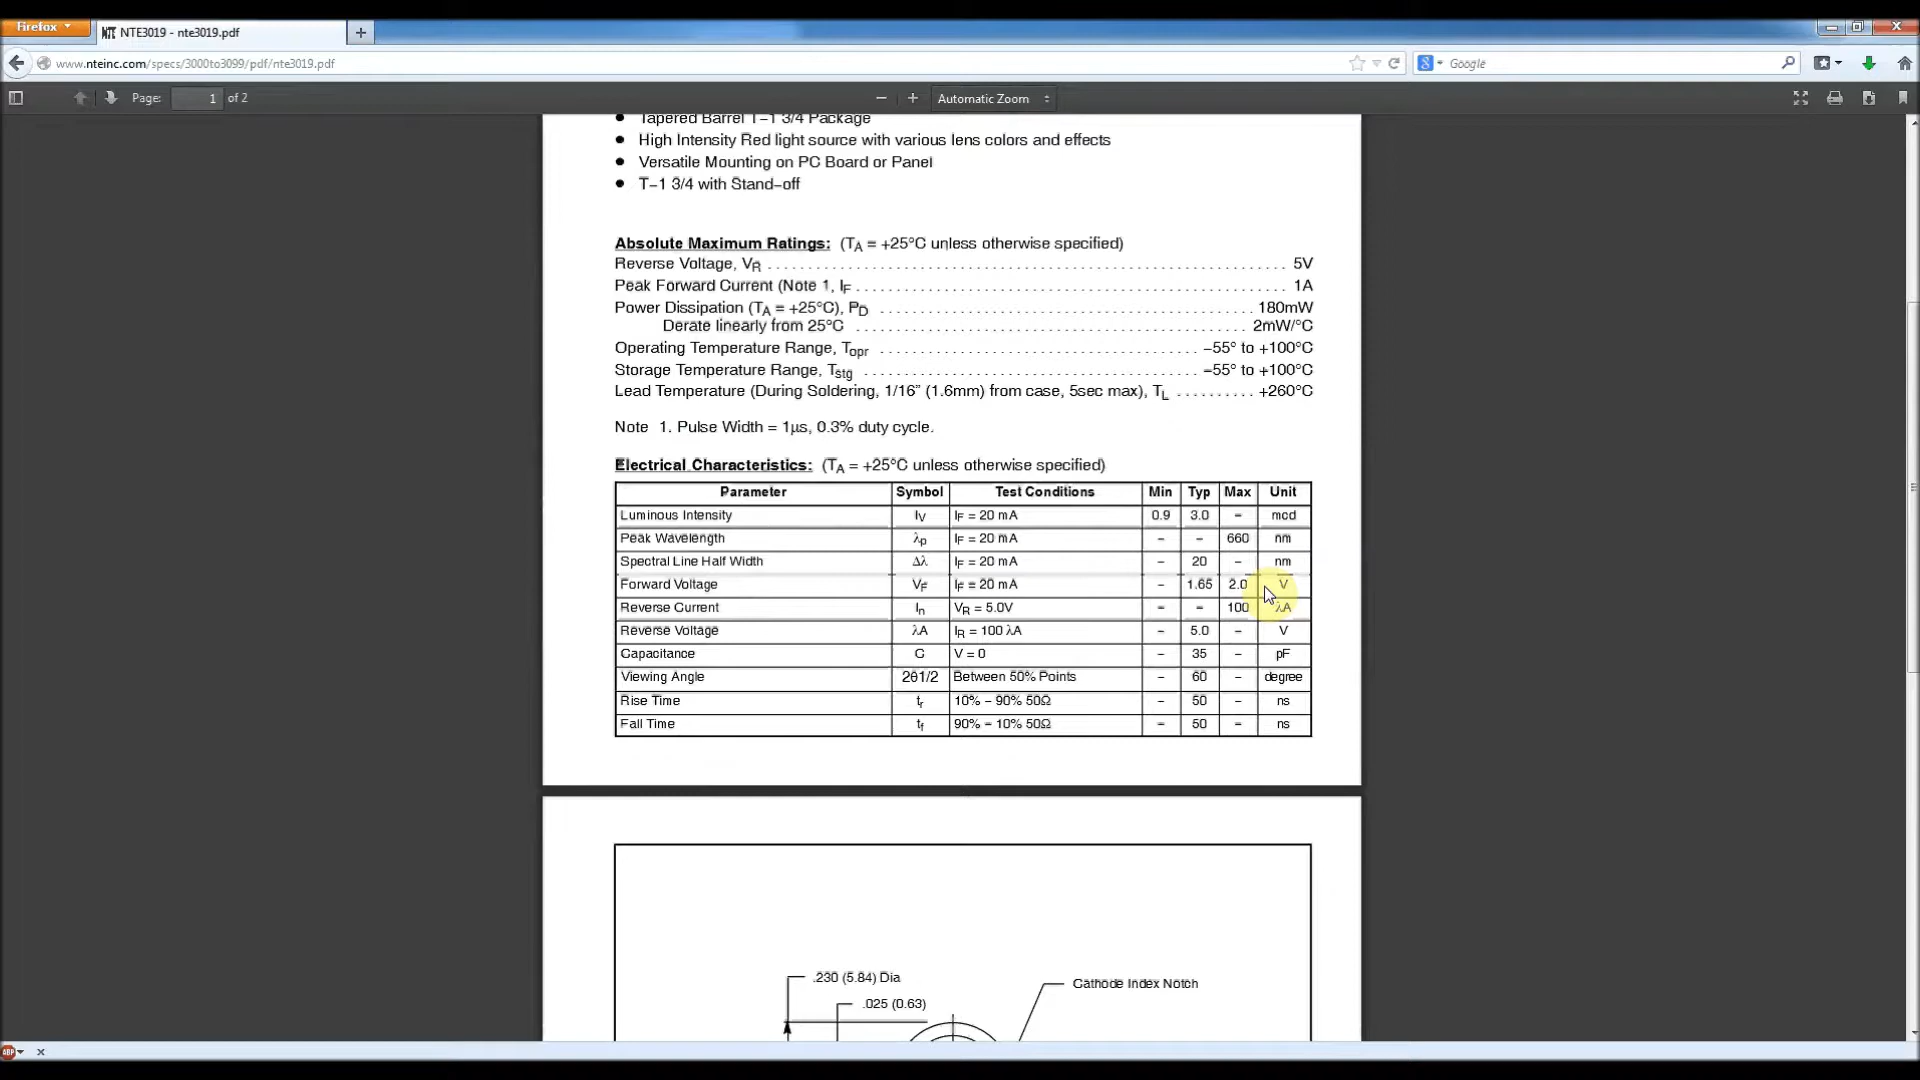 Firefox
NTE3019 - nte3019.pdf
www.nteinc.com/specs/3000to3099/pdf/nte3019.pdf
Google
Page: 1 of 2
Automatic Zoom
● Tapered Barrel T−1 3/4 Package
● High Intensity Red light source with various lens colors and effects
● Versatile Mounting on PC Board or Panel
● T−1 3/4 with Stand−off
Absolute Maximum Ratings: (TA = +25°C unless otherwise specified)
Reverse Voltage, VR . . . . . . . . . . 5V
Peak Forward Current (Note 1, IF . . . . . . . . . . 1A
Power Dissipation (TA = +25°C), PD . . . . . . . . . . 180mW
Derate linearly from 25°C . . . . . . . . . . 2mW/°C
Operating Temperature Range, Topr . . . . . . . . . . −55° to +100°C
Storage Temperature Range, Tstg . . . . . . . . . . −55° to +100°C
Lead Temperature (During Soldering, 1/16” (1.6mm) from case, 5sec max), TL . . . . . . . . . . +260°C
Note 1. Pulse Width = 1µs, 0.3% duty cycle.
Electrical Characteristics: (TA = +25°C unless otherwise specified)
Parameter Symbol Test Conditions Min Typ Max Unit
Luminous Intensity IV IF = 20 mA 0.9 3.0 − mcd
Peak Wavelength λp IF = 20 mA − − 660 nm
Spectral Line Half Width Δλ IF = 20 mA − 20 − nm
Forward Voltage VF IF = 20 mA − 1.65 2.0 V
Reverse Current In VR = 5.0V − − 100 λA
Reverse Voltage λA IR = 100 λA − 5.0 − V
Capacitance C V = 0 − 35 − pF
Viewing Angle 2θ1/2 Between 50% Points − 60 − degree
Rise Time tr 10% − 90% 50Ω − 50 − ns
Fall Time tf 90% − 10% 50Ω − 50 − ns
.230 (5.84) Dia
Cathode Index Notch
.025 (0.63)
ABP